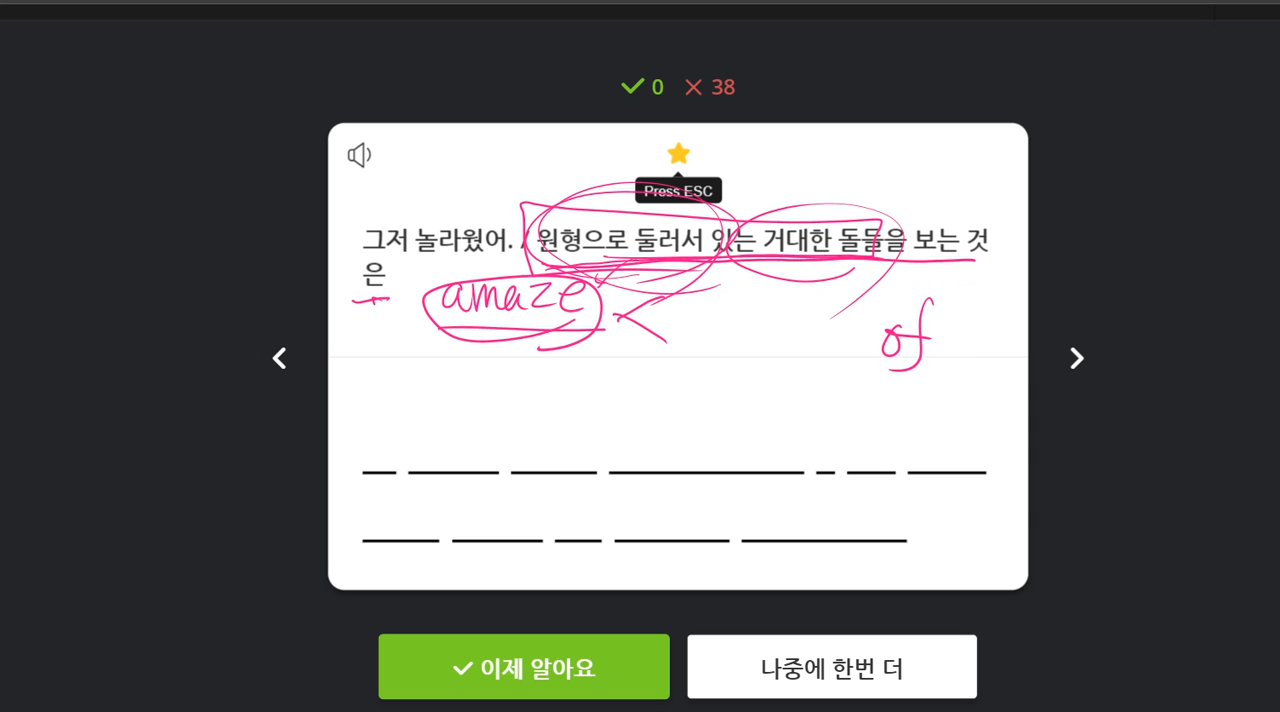 0 38
Press ESC
그저 놀라웠어. / 원형으로 둘러서 있는 거대한 돌들을 보는 것
은
amaze
of
이제 알아요
나중에 한번 더